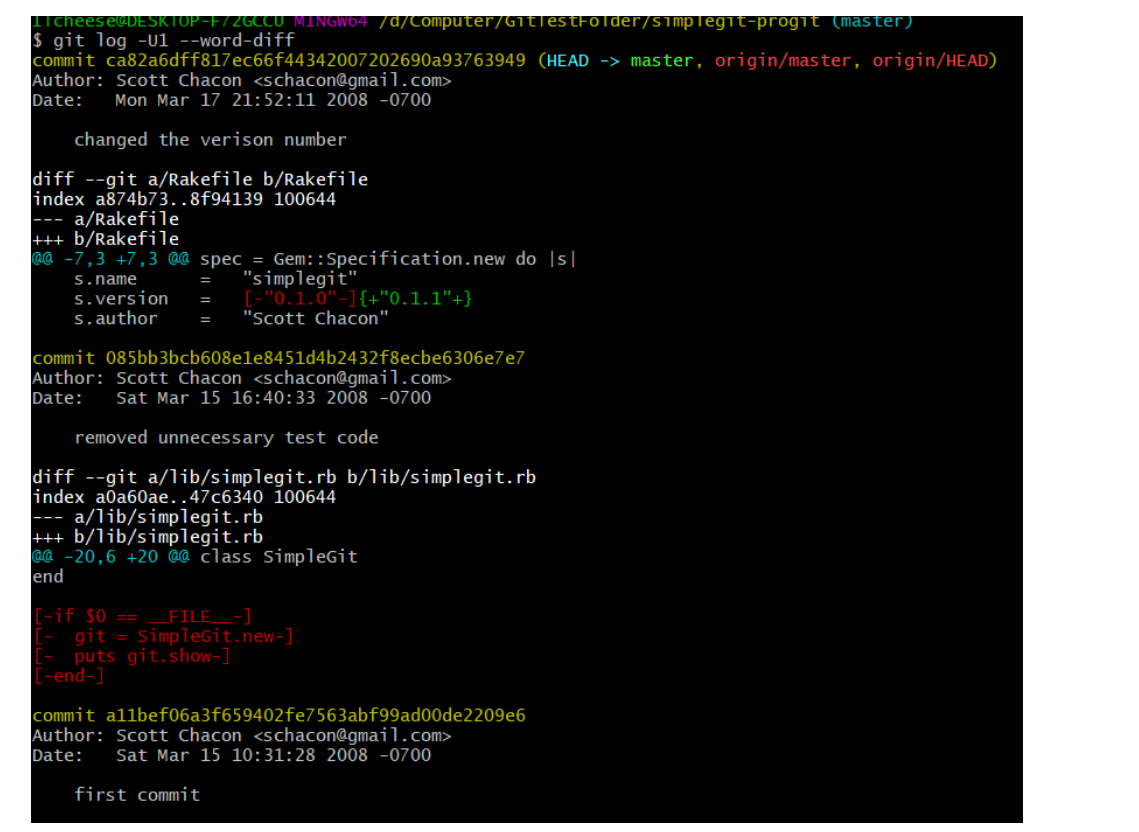 11cheese@DESKTOP-F72GCCU MINGW64 /d/Computer/GitTestFolder/simplegit-progit (master)
$ git log -U1 --word-diff
commit ca82a6dff817ec66f44342007202690a93763949 (HEAD -> master, origin/master, origin/HEAD)
Author: Scott Chacon <schacon@gmail.com>
Date:   Mon Mar 17 21:52:11 2008 -0700

    changed the verison number

diff --git a/Rakefile b/Rakefile
index a874b73..8f94139 100644
--- a/Rakefile
+++ b/Rakefile
@@ -7,3 +7,3 @@ spec = Gem::Specification.new do |s|
    s.name      =   "simplegit"
    s.version   =   [-"0.1.0"-]{+"0.1.1"+}
    s.author    =   "Scott Chacon"

commit 085bb3bcb608e1e8451d4b2432f8ecbe6306e7e7
Author: Scott Chacon <schacon@gmail.com>
Date:   Sat Mar 15 16:40:33 2008 -0700

    removed unnecessary test code

diff --git a/lib/simplegit.rb b/lib/simplegit.rb
index a0a60ae..47c6340 100644
--- a/lib/simplegit.rb
+++ b/lib/simplegit.rb
@@ -20,6 +20 @@ class SimpleGit
end

[-if $0 == __FILE__-]
[-  git = SimpleGit.new-]
[-  puts git.show-]
[-end-]

commit a11bef06a3f659402fe7563abf99ad00de2209e6
Author: Scott Chacon <schacon@gmail.com>
Date:   Sat Mar 15 10:31:28 2008 -0700

    first commit